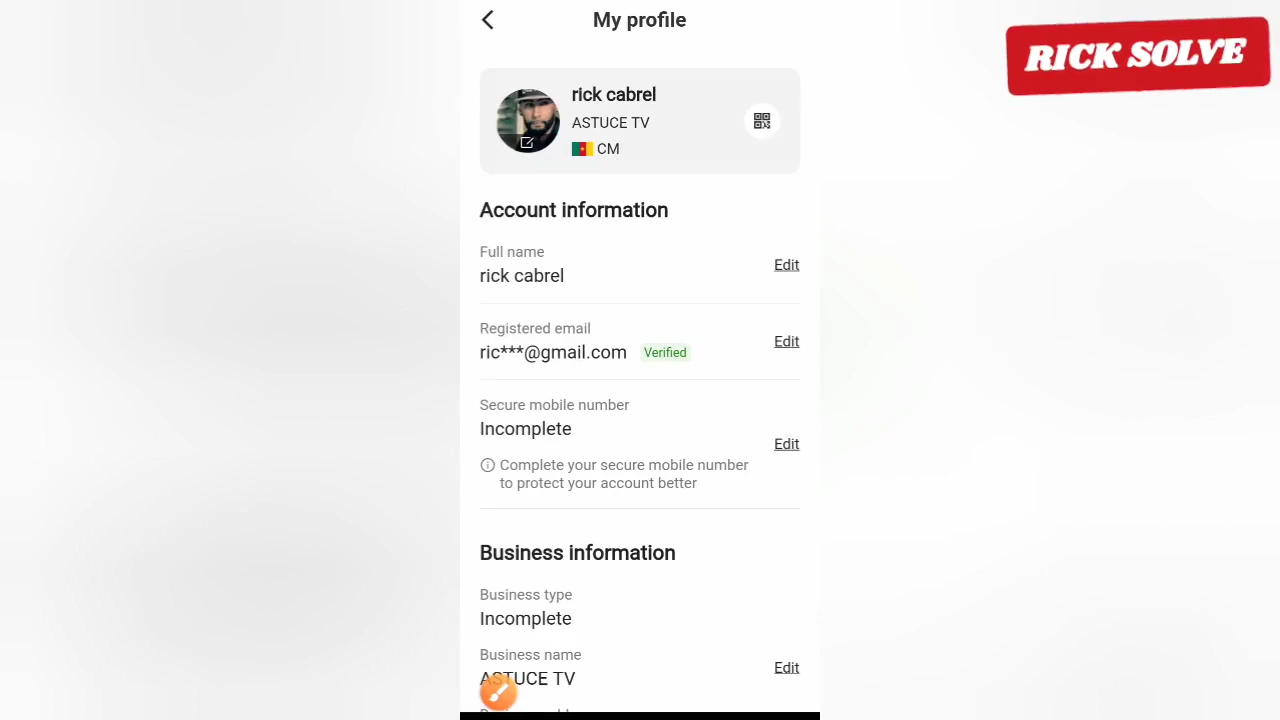 My profile
RICK SOLVE
rick cabrel
ASTUCE TV
CM
Account information
Full name
rick cabrel
Edit
Registered email
ric***@gmail.com Verified
Edit
Secure mobile number
Incomplete
Edit
Complete your secure mobile number
to protect your account better
Business information
Business type
Incomplete
Business name
ASTUCE TV
Edit